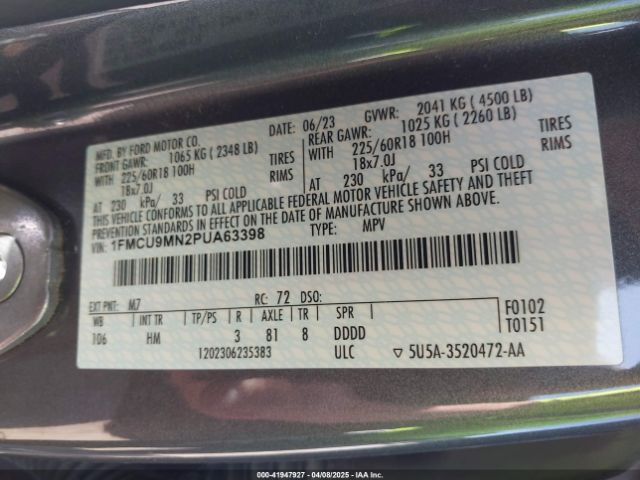 MFD. BY FORD MOTOR CO. DATE: 06/23 GVWR: 2041 KG ( 4500 LB)
FRONT GAWR: 1065 KG ( 2348 LB) REAR GAWR: 1025 KG ( 2260 LB)
WITH 225/60R18 100H TIRES WITH 225/60R18 100H TIRES
18x7.0J RIMS 18x7.0J RIMS
AT 230 kPa/ 33 PSI COLD AT 230 kPa/ 33 PSI COLD
THIS VEHICLE CONFORMS TO ALL APPLICABLE FEDERAL MOTOR VEHICLE SAFETY AND THEFT
PREVENTION STANDARDS IN EFFECT ON THE DATE OF MANUFACTURE SHOWN ABOVE.
VIN: 1FMCU9MN2PUA63398 TYPE: MPV
EXT PNT: M7 RC: 72 DSO: F0102
WB INT TR TP/PS R AXLE TR SPR T0151
106 HM 3 81 8 DDDD
1202306235383 ULC ▽ 5U5A-3520472-AA
00-41947927 - 04/08/2025 - IAA Inc.